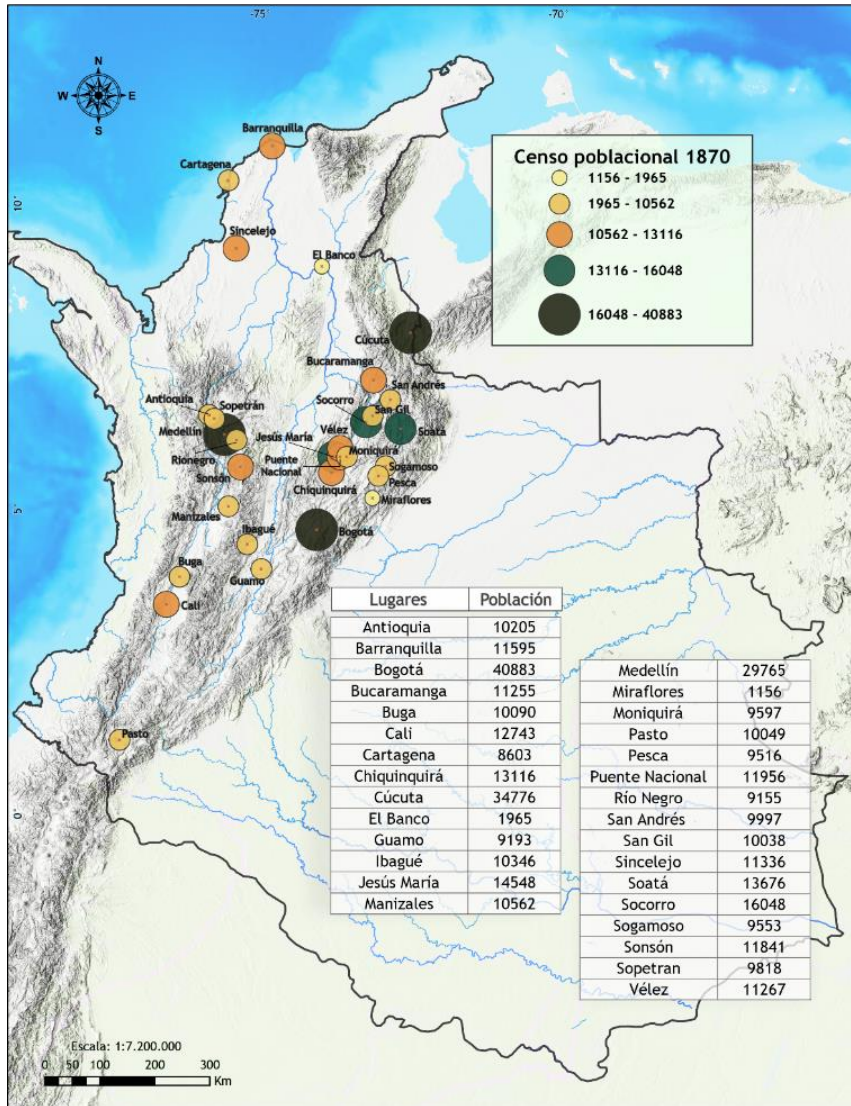 -75°
-70°
N
W E
S
Barranquilla
Cartagena
Censo poblacional 1870
1156 - 1965
1965 - 10562
10562 - 13116
13116 - 16048
16048 - 40883
10°
Sincelejo
El Banco
Cúcuta
Bucaramanga
San Andrés
Antioquia
Sopetrán
Socorro
San Gil
Medellín
Jesús María
Vélez
Soatá
Rionegro
Moniquirá
Puente
Nacional
Sogamoso
Sonsón
Pesca
Chiquinquirá
Miraflores
5°
Manizales
Ibagué
Bogotá
Buga
Guamo
Cali
Pasto
0°
Lugares Población
Antioquia 10205
Barranquilla 11595
Bogotá 40883
Bucaramanga 11255
Buga 10090
Cali 12743
Cartagena 8603
Chiquinquirá 13116
Cúcuta 34776
El Banco 1965
Guamo 9193
Ibagué 10346
Jesús María 14548
Manizales 10562
Medellín 29765
Miraflores 1156
Moniquirá 9597
Pasto 10049
Pesca 9516
Puente Nacional 11956
Río Negro 9155
San Andrés 9997
San Gil 10038
Sincelejo 11336
Soatá 13676
Socorro 16048
Sogamoso 9553
Sonsón 11841
Sopetran 9818
Vélez 11267
Escala: 1:7.200.000
0 50 100 200 300
Km